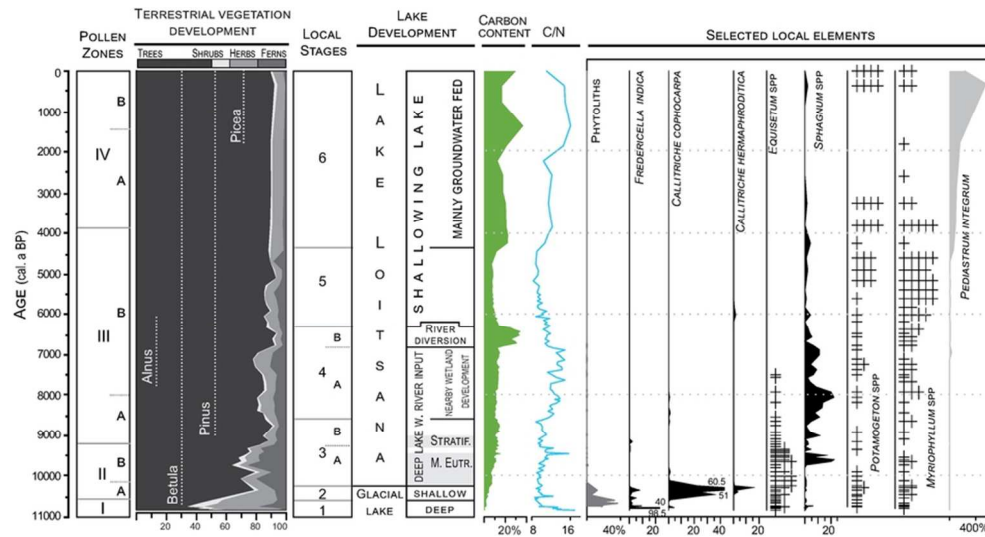 TERRESTRIAL VEGETATION DEVELOPMENT
LAKE DEVELOPMENT
CARBON CONTENT
C/N
SELECTED LOCAL ELEMENTS
POLLEN ZONES
LOCAL STAGES
TREES SHRUBS HERBS FERNS
AGE (cal. a BP)
0
1000
2000
3000
4000
5000
6000
7000
8000
9000
10000
11000
B
IV
A
B
III
A
B
II
A
I
Alnus
Betula
Pinus
Picea
0 20 40 60 80 100
6
5
B
4
A
B
3
A
2
1
LAKE LOITSANA
GLACIAL LAKE
SHALLOWING LAKE
MAINLY GROUNDWATER FED
RIVER DIVERSION
DEEP LAKE W. RIVER INPUT
NEARBY WETLAND DEVELOPMENT
STRATIF.
M. EUTR.
SHALLOW
DEEP
20%
8 16
PHYTOLITHS
FREDERICELLA INDICA
CALLITRICHE COPHOCARPA
CALLITRICHE HERMAPHRODITICA
EQUISETUM SPP
SPHAGNUM SPP
POTAMOGETON SPP
MYRIOPHYLLUM SPP
PEDIASTRUM INTEGRUM
40
98.5
60.5
51
20 40 60% 20 20 40 20 20 400%